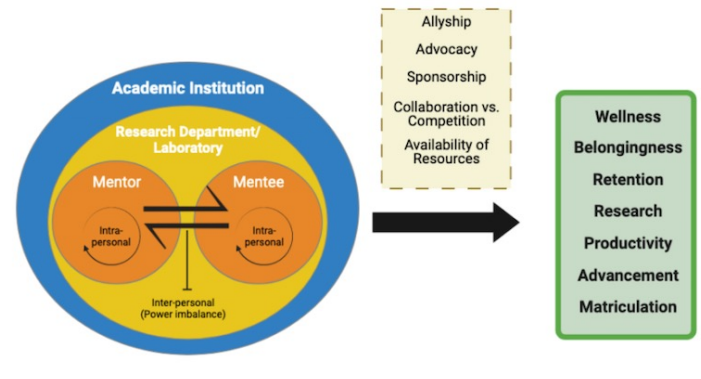 Academic Institution
Research Department/
Laboratory
Mentor
Mentee
Intra-
personal
Intra-
personal
Inter-personal
(Power imbalance)
Allyship
Advocacy
Sponsorship
Collaboration vs.
Competition
Availability of
Resources
Wellness
Belongingness
Retention
Research
Productivity
Advancement
Matriculation